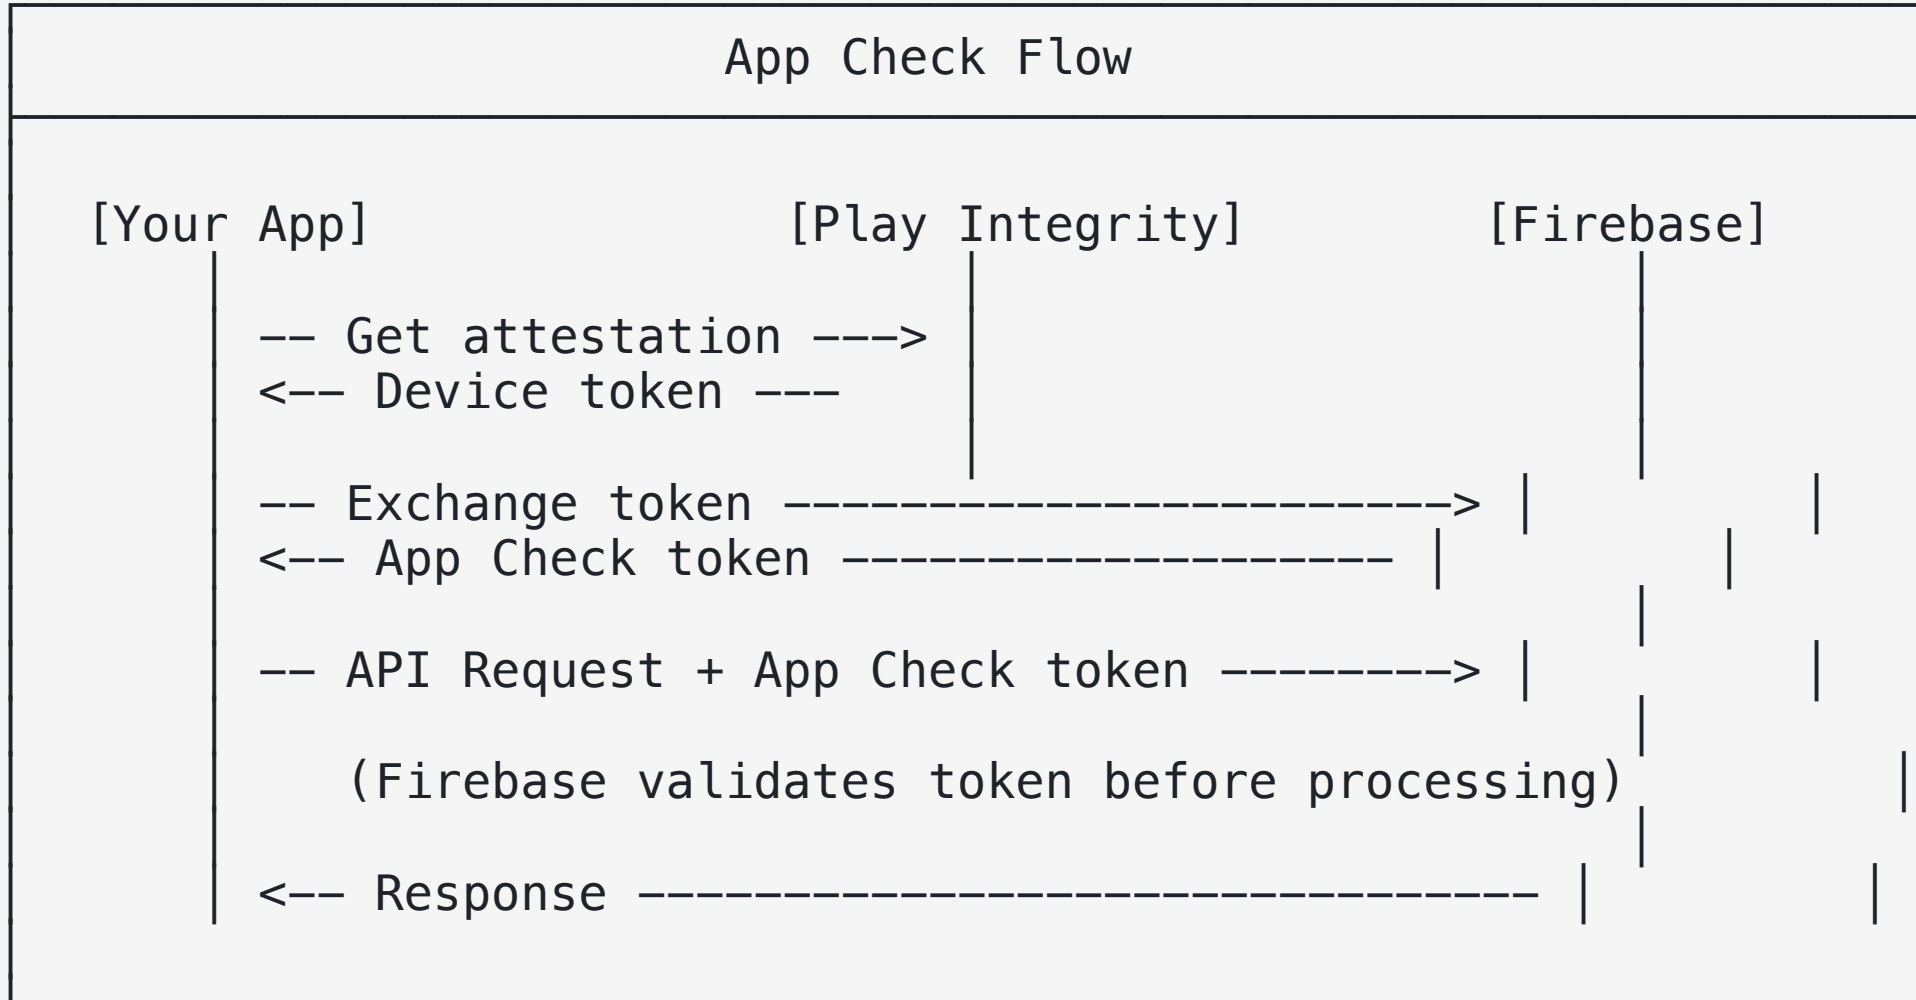 App Check Flow
[Your App] [Play Integrity] [Firebase]
-- Get attestation --->
<-- Device token ---
-- Exchange token ----------------------->
<-- App Check token -------------------
-- API Request + App Check token -------->
(Firebase validates token before processing)
<-- Response -------------------------------